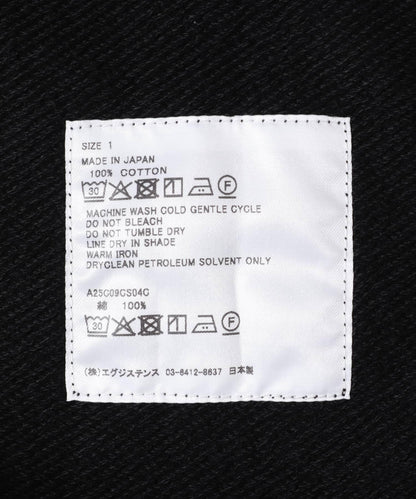 SIZE 1
MADE IN JAPAN
100% COTTON
30 F
MACHINE WASH COLD GENTLE CYCLE
DO NOT BLEACH
DO NOT TUMBLE DRY
LINE DRY IN SHADE
WARM IRON
DRYCLEAN PETROLEUM SOLVENT ONLY
A25C09CS04C
綿 100%
30 F
(株)エグジステンス 03-6412-8637 日本製